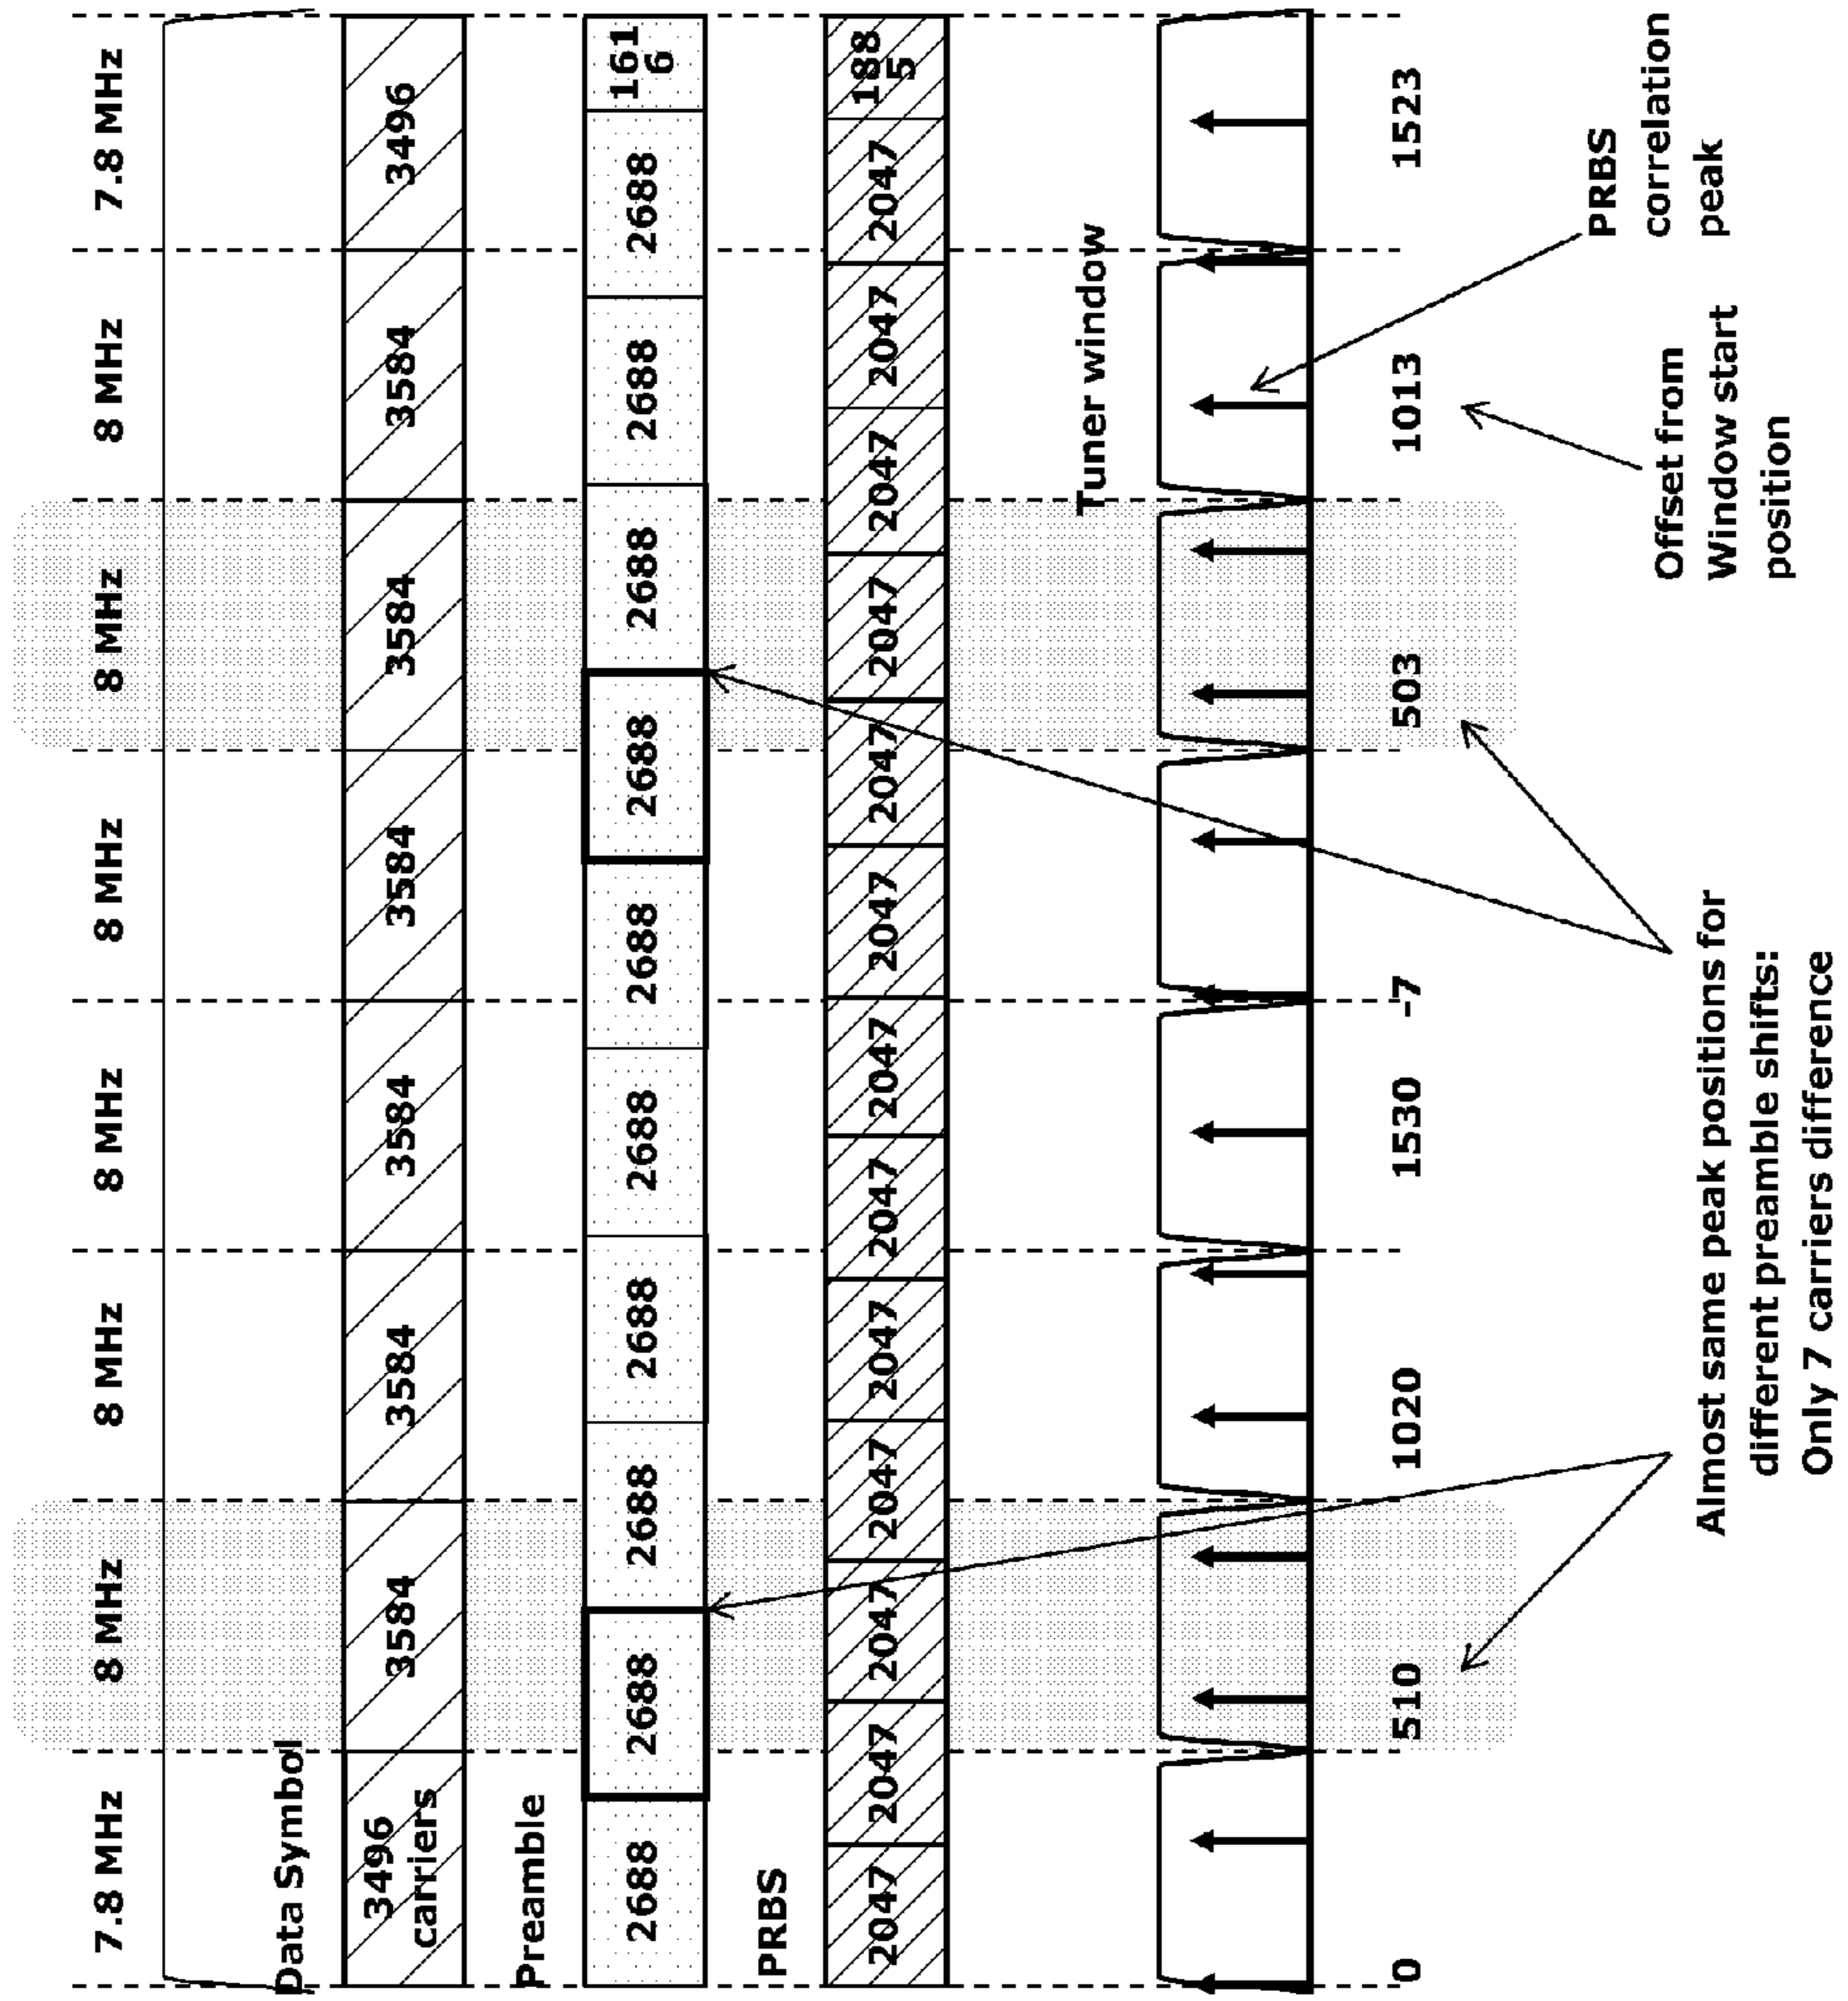 7.8 MHz 8 MHz 8 MHz 8 MHz 8 MHz 8 MHz 8 MHz 7.8 MHz
Data Symbol
3496
carriers
3584 3584 3584 3584 3584 3584 3496
Preamble
2688 2688 2688 2688 2688 2688 2688 2688 2688 2688
161
6
PRBS
2047 2047 2047 2047 2047 2047 2047 2047 2047 2047 2047 2047 2047
188
5
Tuner window
0 510 1020 1530 -7 503 1013 1523
Almost same peak positions for
different preamble shifts:
Only 7 carriers difference
Offset from
Window start
position
PRBS
correlation
peak